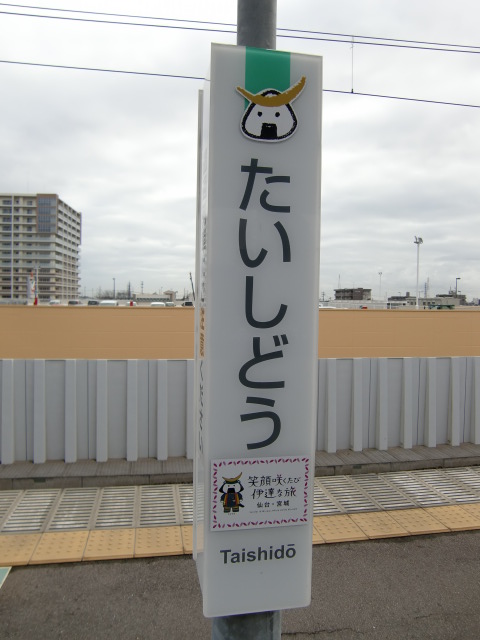 たいしどう
笑顔咲くたび
伊達な旅
仙台・宮城
Taishidō